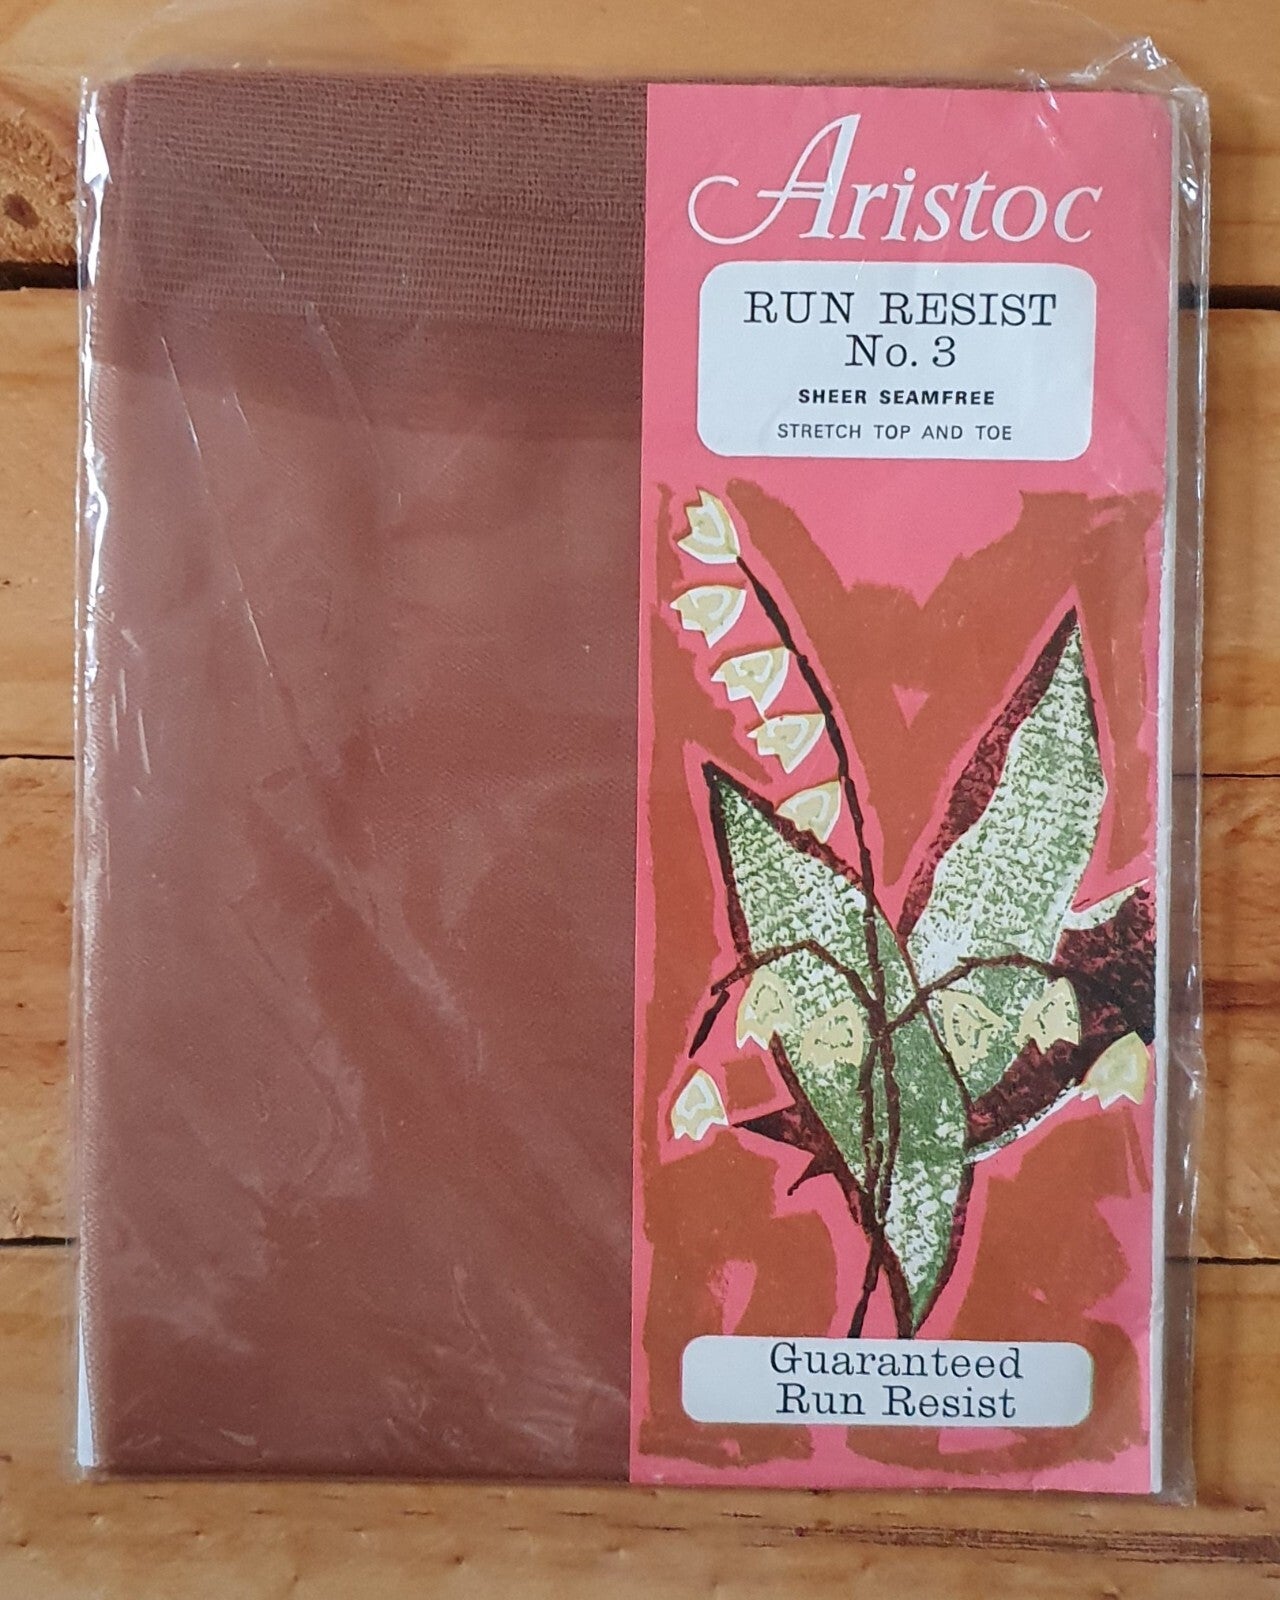 Aristoc
RUN RESIST
No. 3
SHEER SEAMFREE
STRETCH TOP AND TOE
Guaranteed
Run Resist